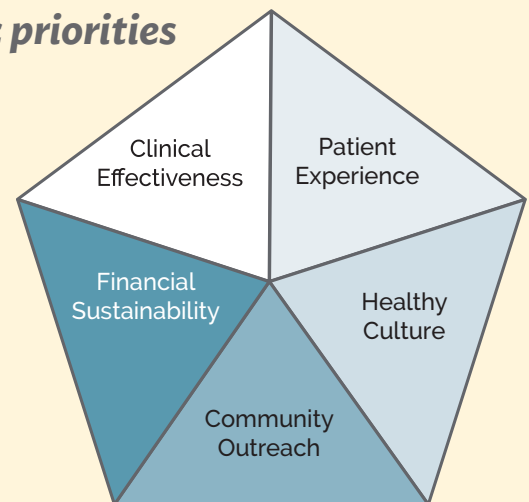 priorities
Clinical
Effectiveness
Patient
Experience
Financial
Sustainability
Healthy
Culture
Community
Outreach